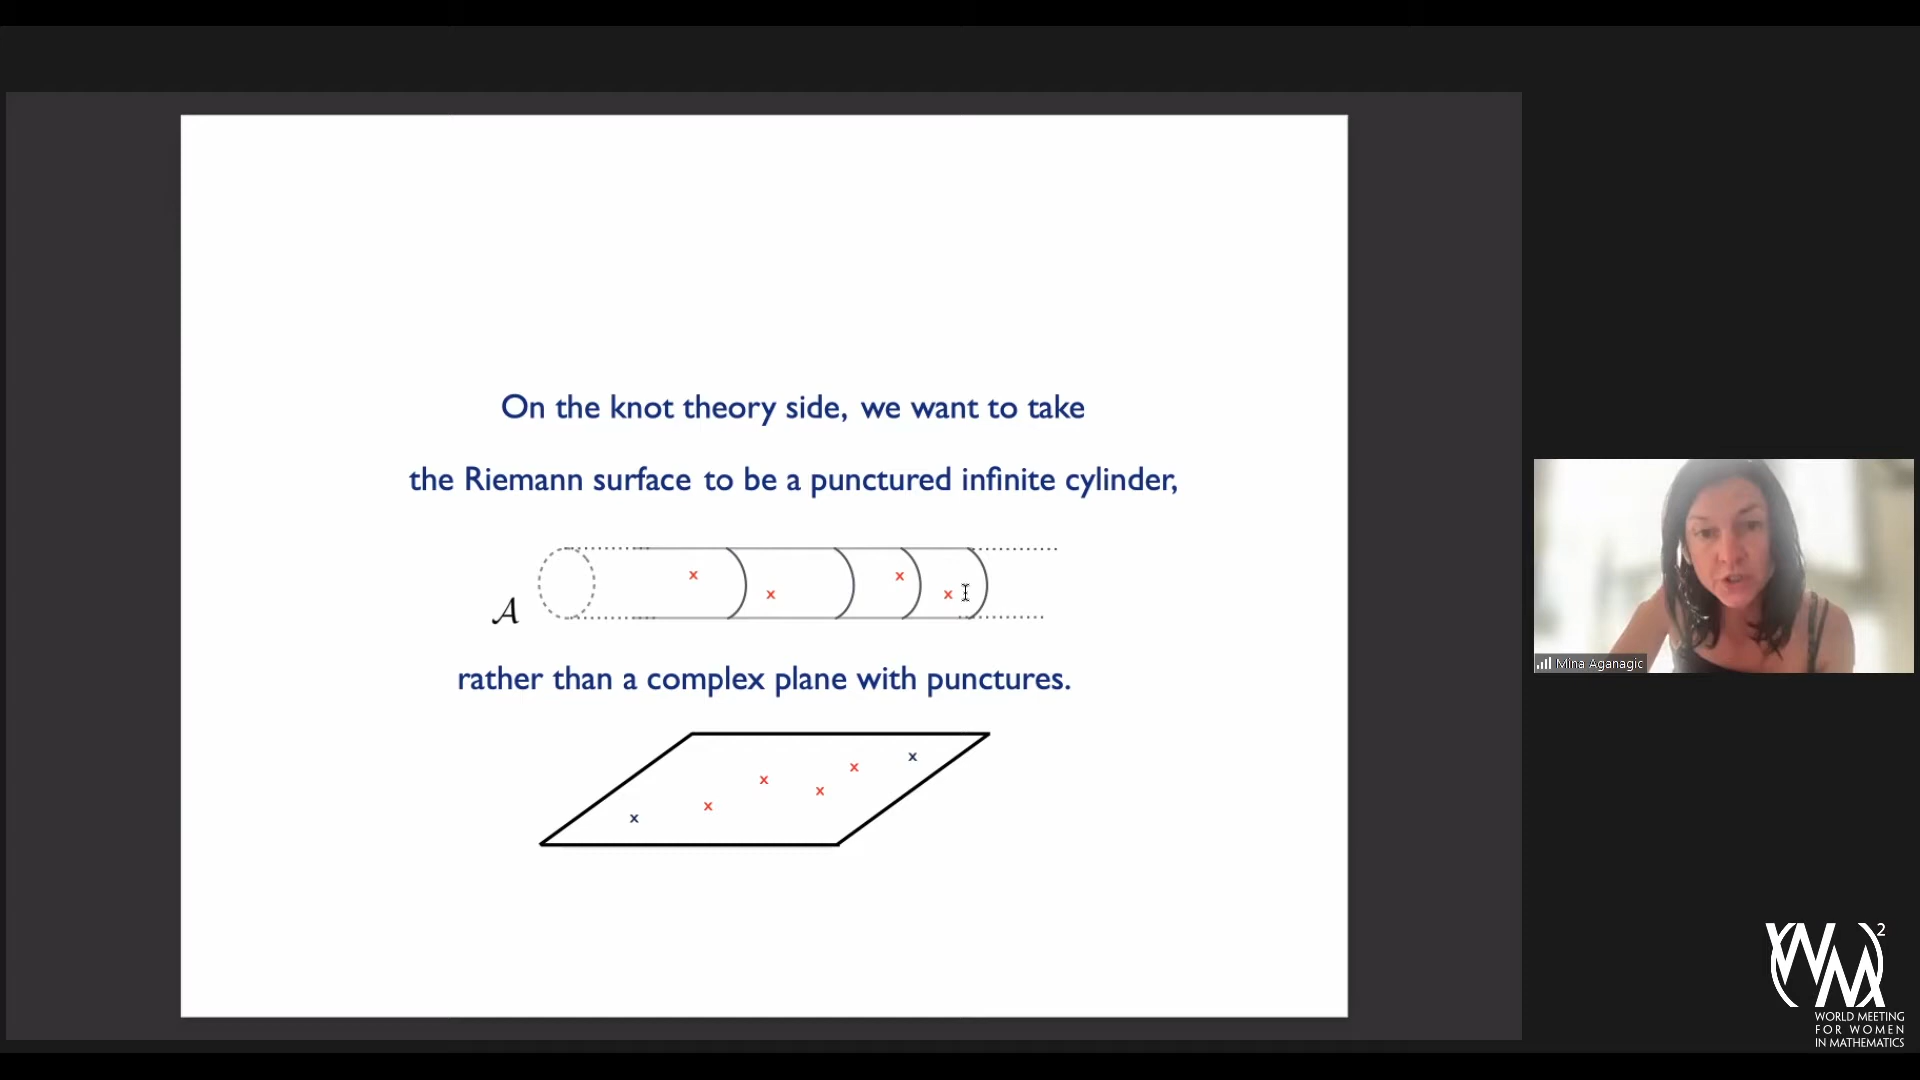 On the knot theory side, we want to take
the Riemann surface to be a punctured infinite cylinder,
x x x x
𝒜
rather than a complex plane with punctures.
x x x x x x
Mina Aganagic
(WM)²
WORLD MEETING
FOR WOMEN
IN MATHEMATICS